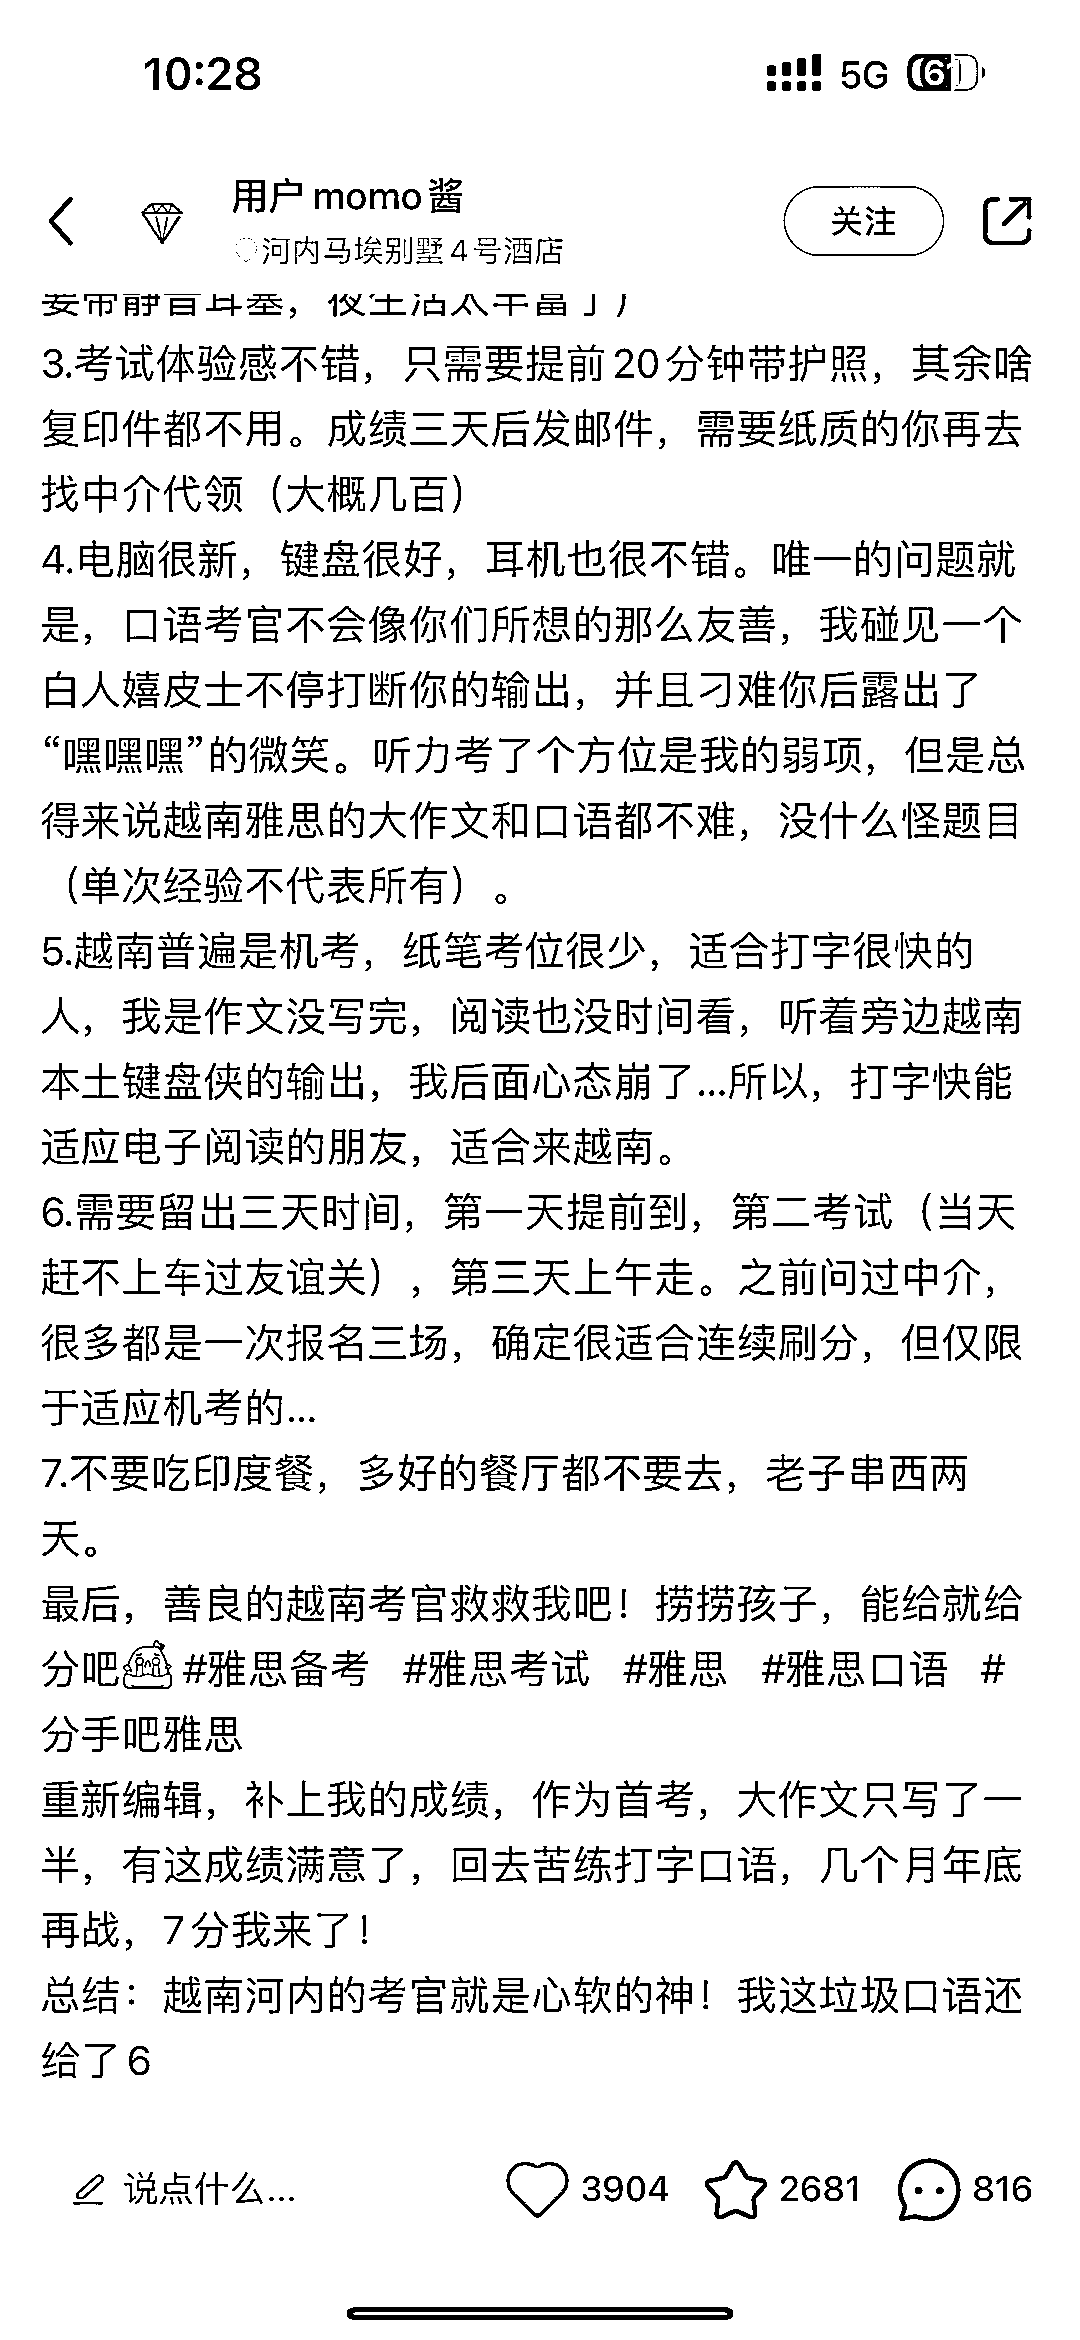 10:28
5G
用户momo酱
河内马埃别墅4号酒店
关注
要带静音耳塞，夜生活太丰富了）
3.考试体验感不错，只需要提前20分钟带护照，其余啥
复印件都不用。成绩三天后发邮件，需要纸质的你再去
找中介代领（大概几百）
4.电脑很新，键盘很好，耳机也很不错。唯一的问题就
是，口语考官不会像你们所想的那么友善，我碰见一个
白人嬉皮士不停打断你的输出，并且刁难你后露出了
“嘿嘿嘿”的微笑。听力考了个方位是我的弱项，但是总
得来说越南雅思的大作文和口语都不难，没什么怪题目
（单次经验不代表所有）。
5.越南普遍是机考，纸笔考位很少，适合打字很快的
人，我是作文没写完，阅读也没时间看，听着旁边越南
本土键盘侠的输出，我后面心态崩了...所以，打字快能
适应电子阅读的朋友，适合来越南。
6.需要留出三天时间，第一天提前到，第二考试（当天
赶不上车过友谊关），第三天上午走。之前问过中介，
很多都是一次报名三场，确定很适合连续刷分，但仅限
于适应机考的...
7.不要吃印度餐，多好的餐厅都不要去，老子串西两
天。
最后，善良的越南考官救救我吧！捞捞孩子，能给就给
分吧 #雅思备考 #雅思考试 #雅思 #雅思口语 #
分手吧雅思
重新编辑，补上我的成绩，作为首考，大作文只写了一
半，有这成绩满意了，回去苦练打字口语，几个月年底
再战，7分我来了！
总结：越南河内的考官就是心软的神！我这垃圾口语还
给了6
说点什么...
3904
2681
816